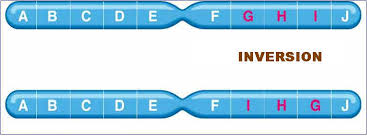 A B C D E F G H I J
INVERSION
A B C D E F I H G J